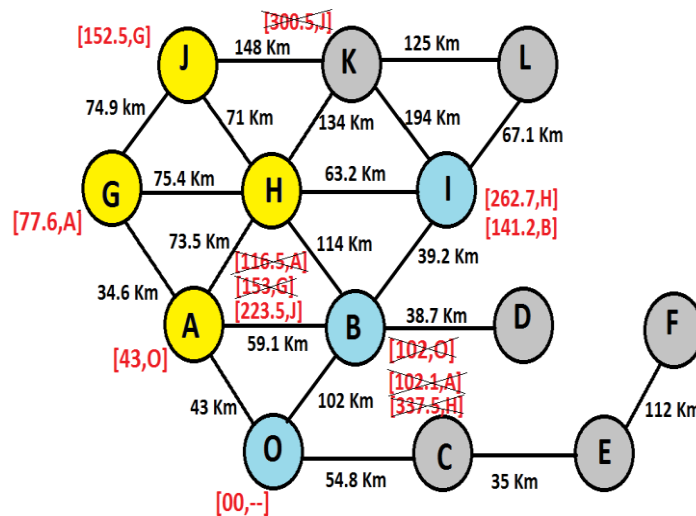 [300.5,J]
[152.5,G]
J
148 Km
K
125 Km
L
74.9 km
71 Km
134 Km
194 Km
67.1 km
G
75.4 Km
H
63.2 Km
I
[262.7,H]
[77.6,A]
[141.2,B]
73.5 Km
114 Km
39.2 Km
[116.5,A]
34.6 Km
[153,G]
[223.5,J]
A
59.1 Km
B
38.7 Km
D
F
[43,O]
[102,O]
[102.1,A]
[337.5,H]
43 Km
102 Km
112 Km
O
54.8 Km
C
35 Km
E
[00,--]